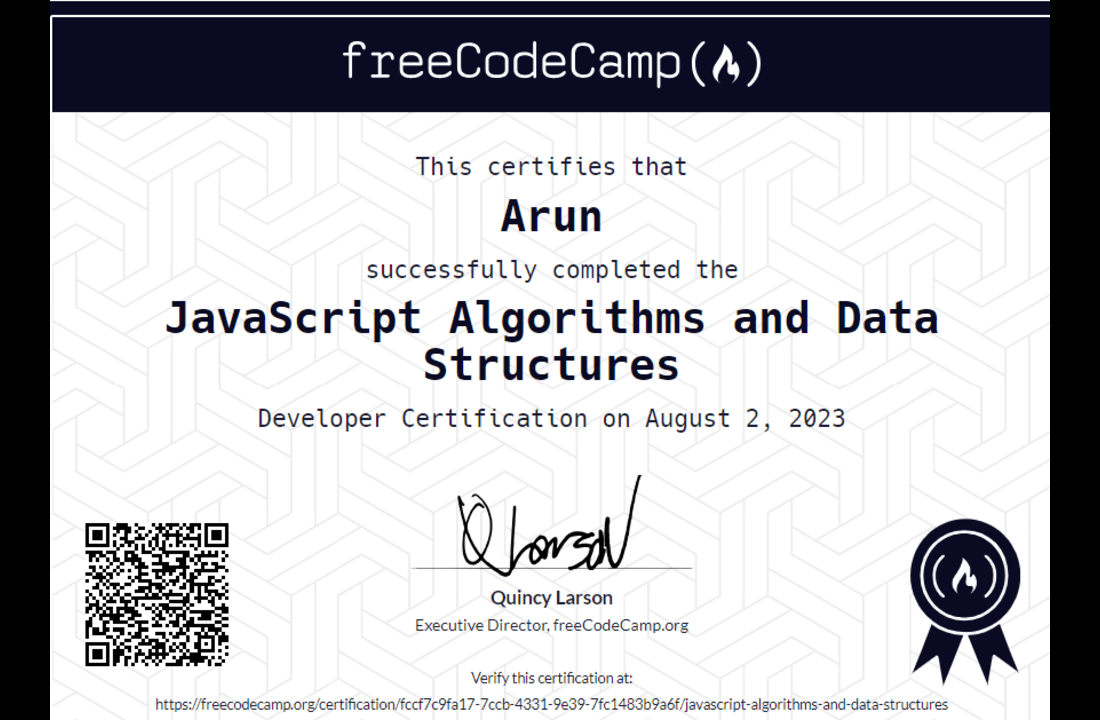 freeCodeCamp
This certifies that
Arun
successfully completed the
JavaScript Algorithms and Data
Structures
Developer Certification on August 2, 2023
Q Larson
Quincy Larson
Executive Director, freeCodeCamp.org
Verify this certification at:
https://freecodecamp.org/certification/fccf7c9fa17-7ccb-4331-9e39-7fc1483b9a6f/javascript-algorithms-and-data-structures